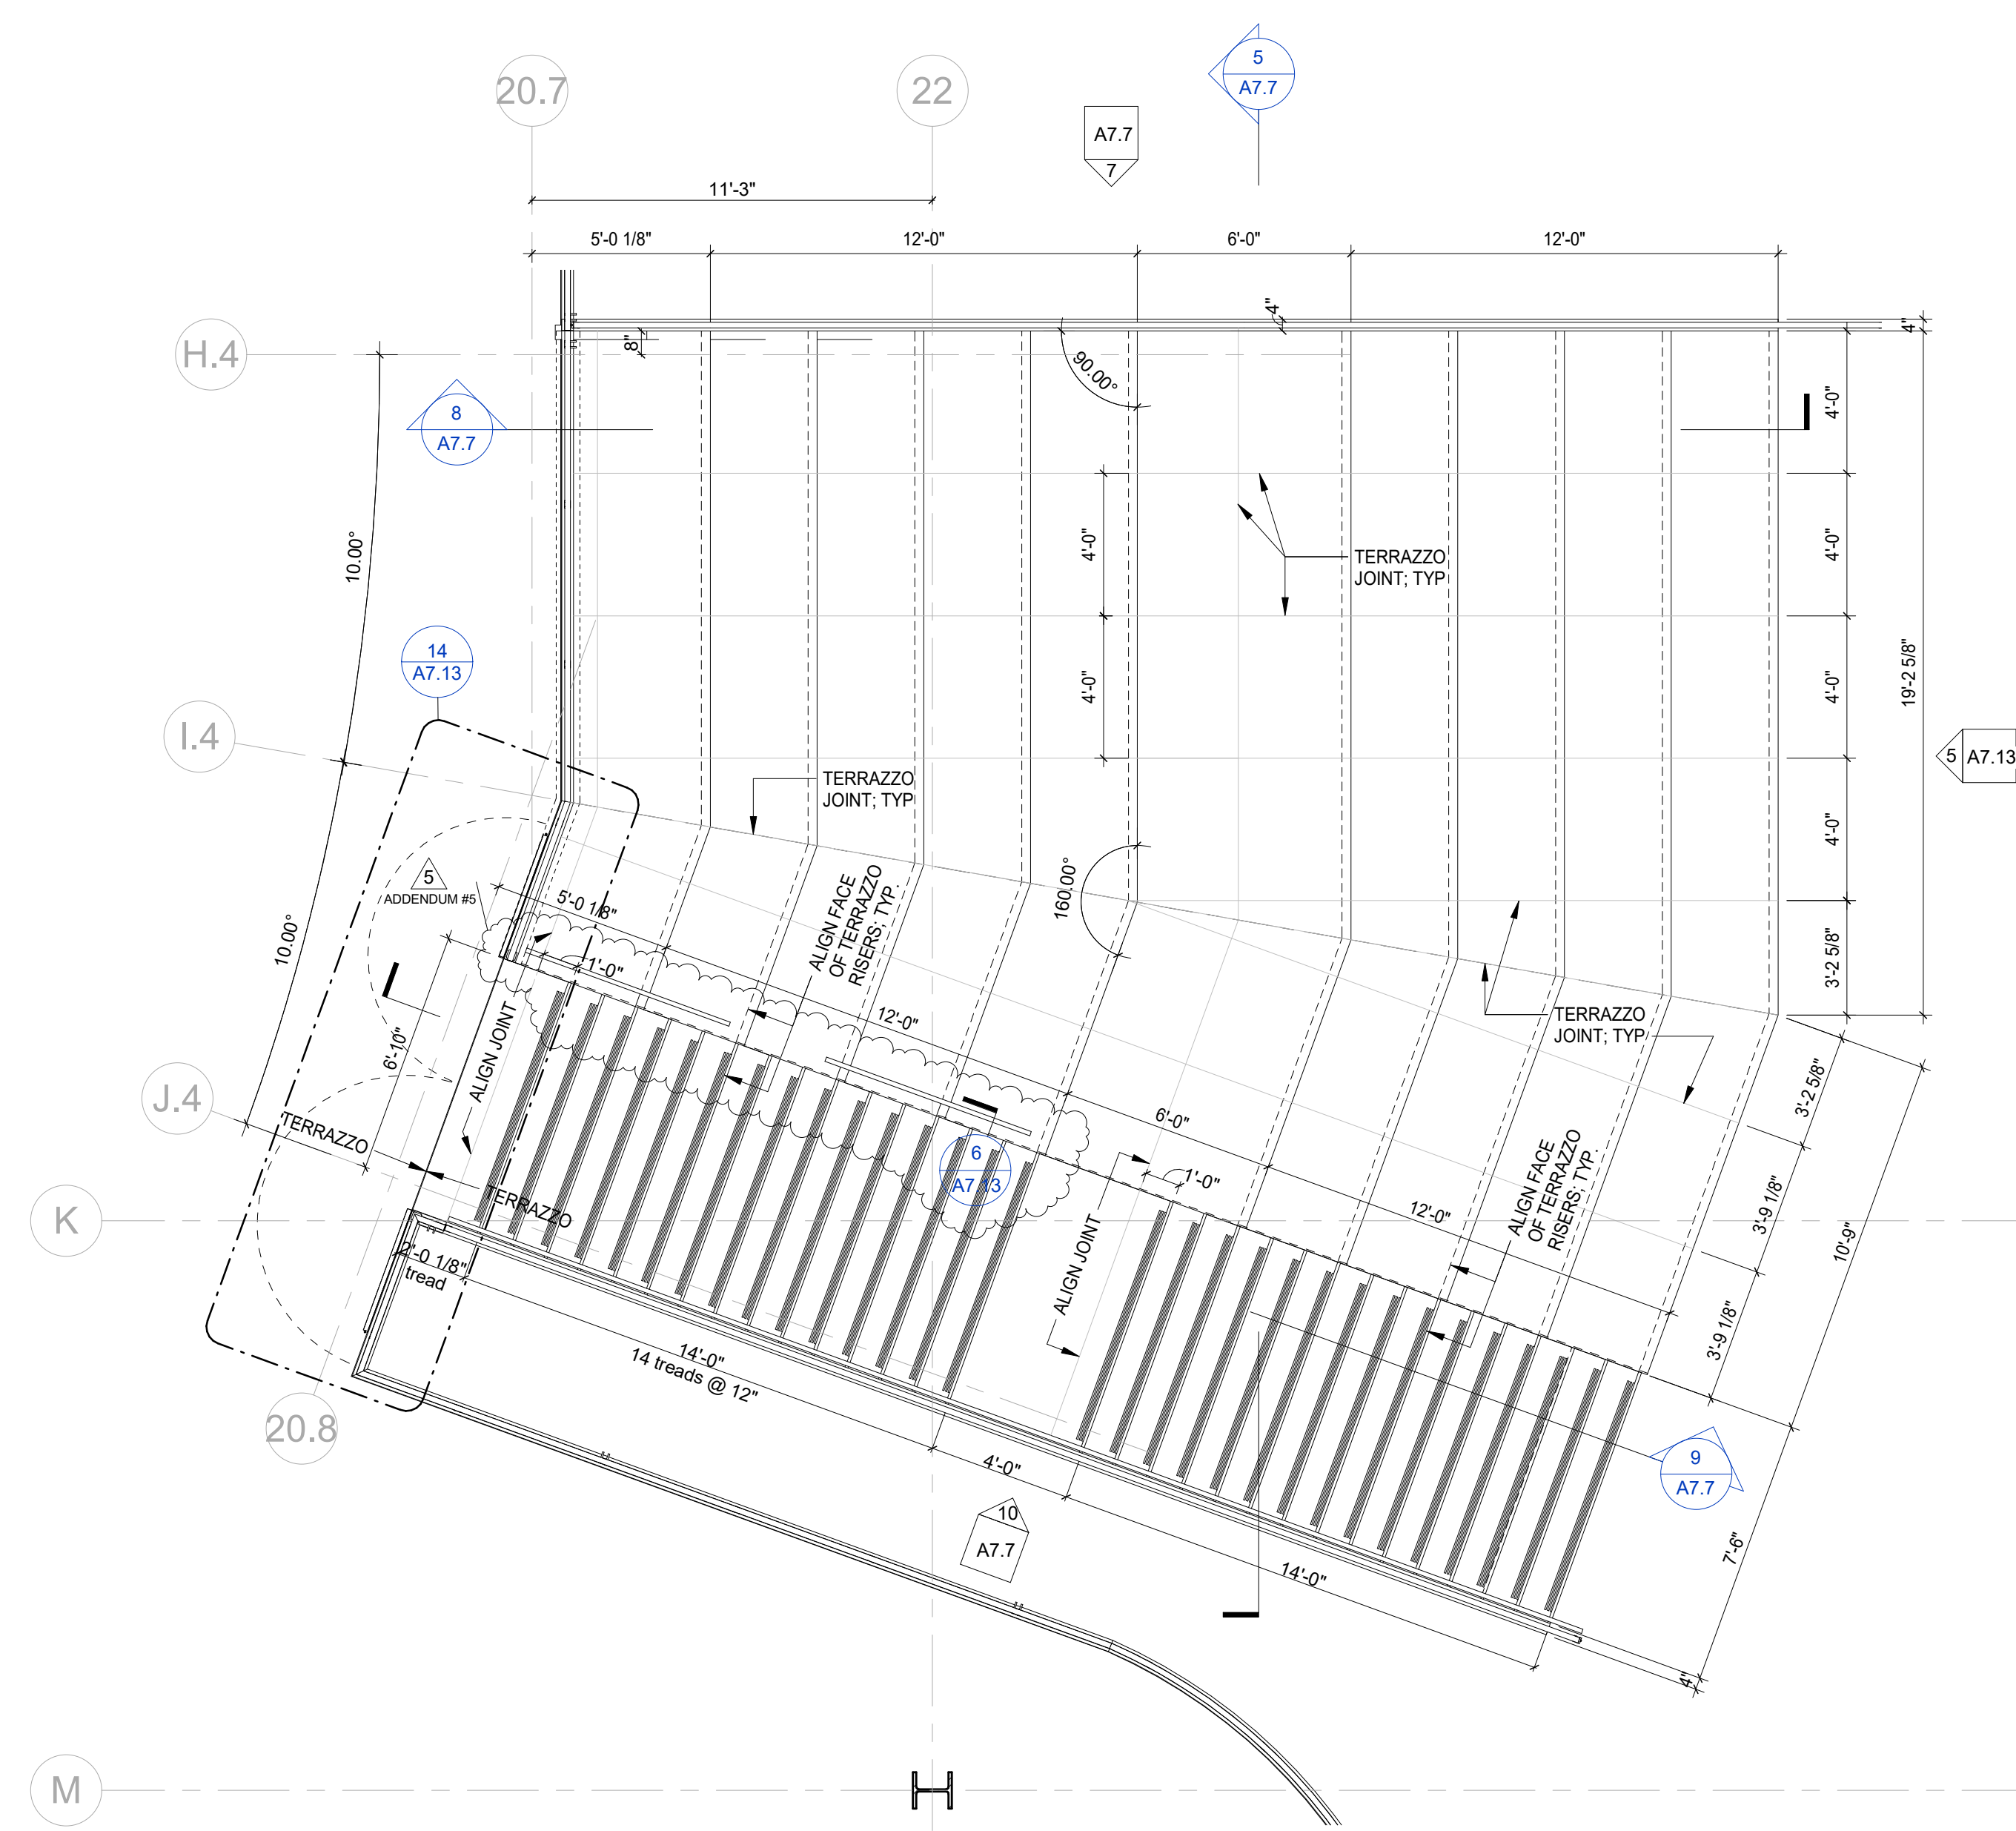 5
A7.7
20.7
22
A7.7
7
11'-3"
5'-0 1/8"
12'-0"
6'-0"
12'-0"
4"
4"
H.4
8"
90.00°
8
A7.7
4'-0"
10.00°
4'-0"
4'-0"
TERRAZZO
JOINT; TYP
14
A7.13
4'-0"
4'-0"
19'-2 5/8"
I.4
5
A7.13
TERRAZZO
JOINT; TYP
4'-0"
160.00°
5
ADDENDUM #5
5'-0 1/8"
ALIGN FACE
OF TERRAZZO
RISERS; TYP.
10.00°
3'-2 5/8"
1'-0"
12'-0"
TERRAZZO
JOINT; TYP
6'-10"
ALIGN JOINT
J.4
TERRAZZO
6'-0"
3'-2 5/8"
6
A7.13
1'-0"
TERRAZZO
K
ALIGN JOINT
12'-0"
ALIGN FACE
OF TERRAZZO
RISERS; TYP.
3'-9 1/8"
10'-9"
2'-0 1/8"
tread
3'-9 1/8"
14'-0"
14 treads @ 12"
20.8
4'-0"
9
A7.7
10
A7.7
14'-0"
7'-6"
4"
M